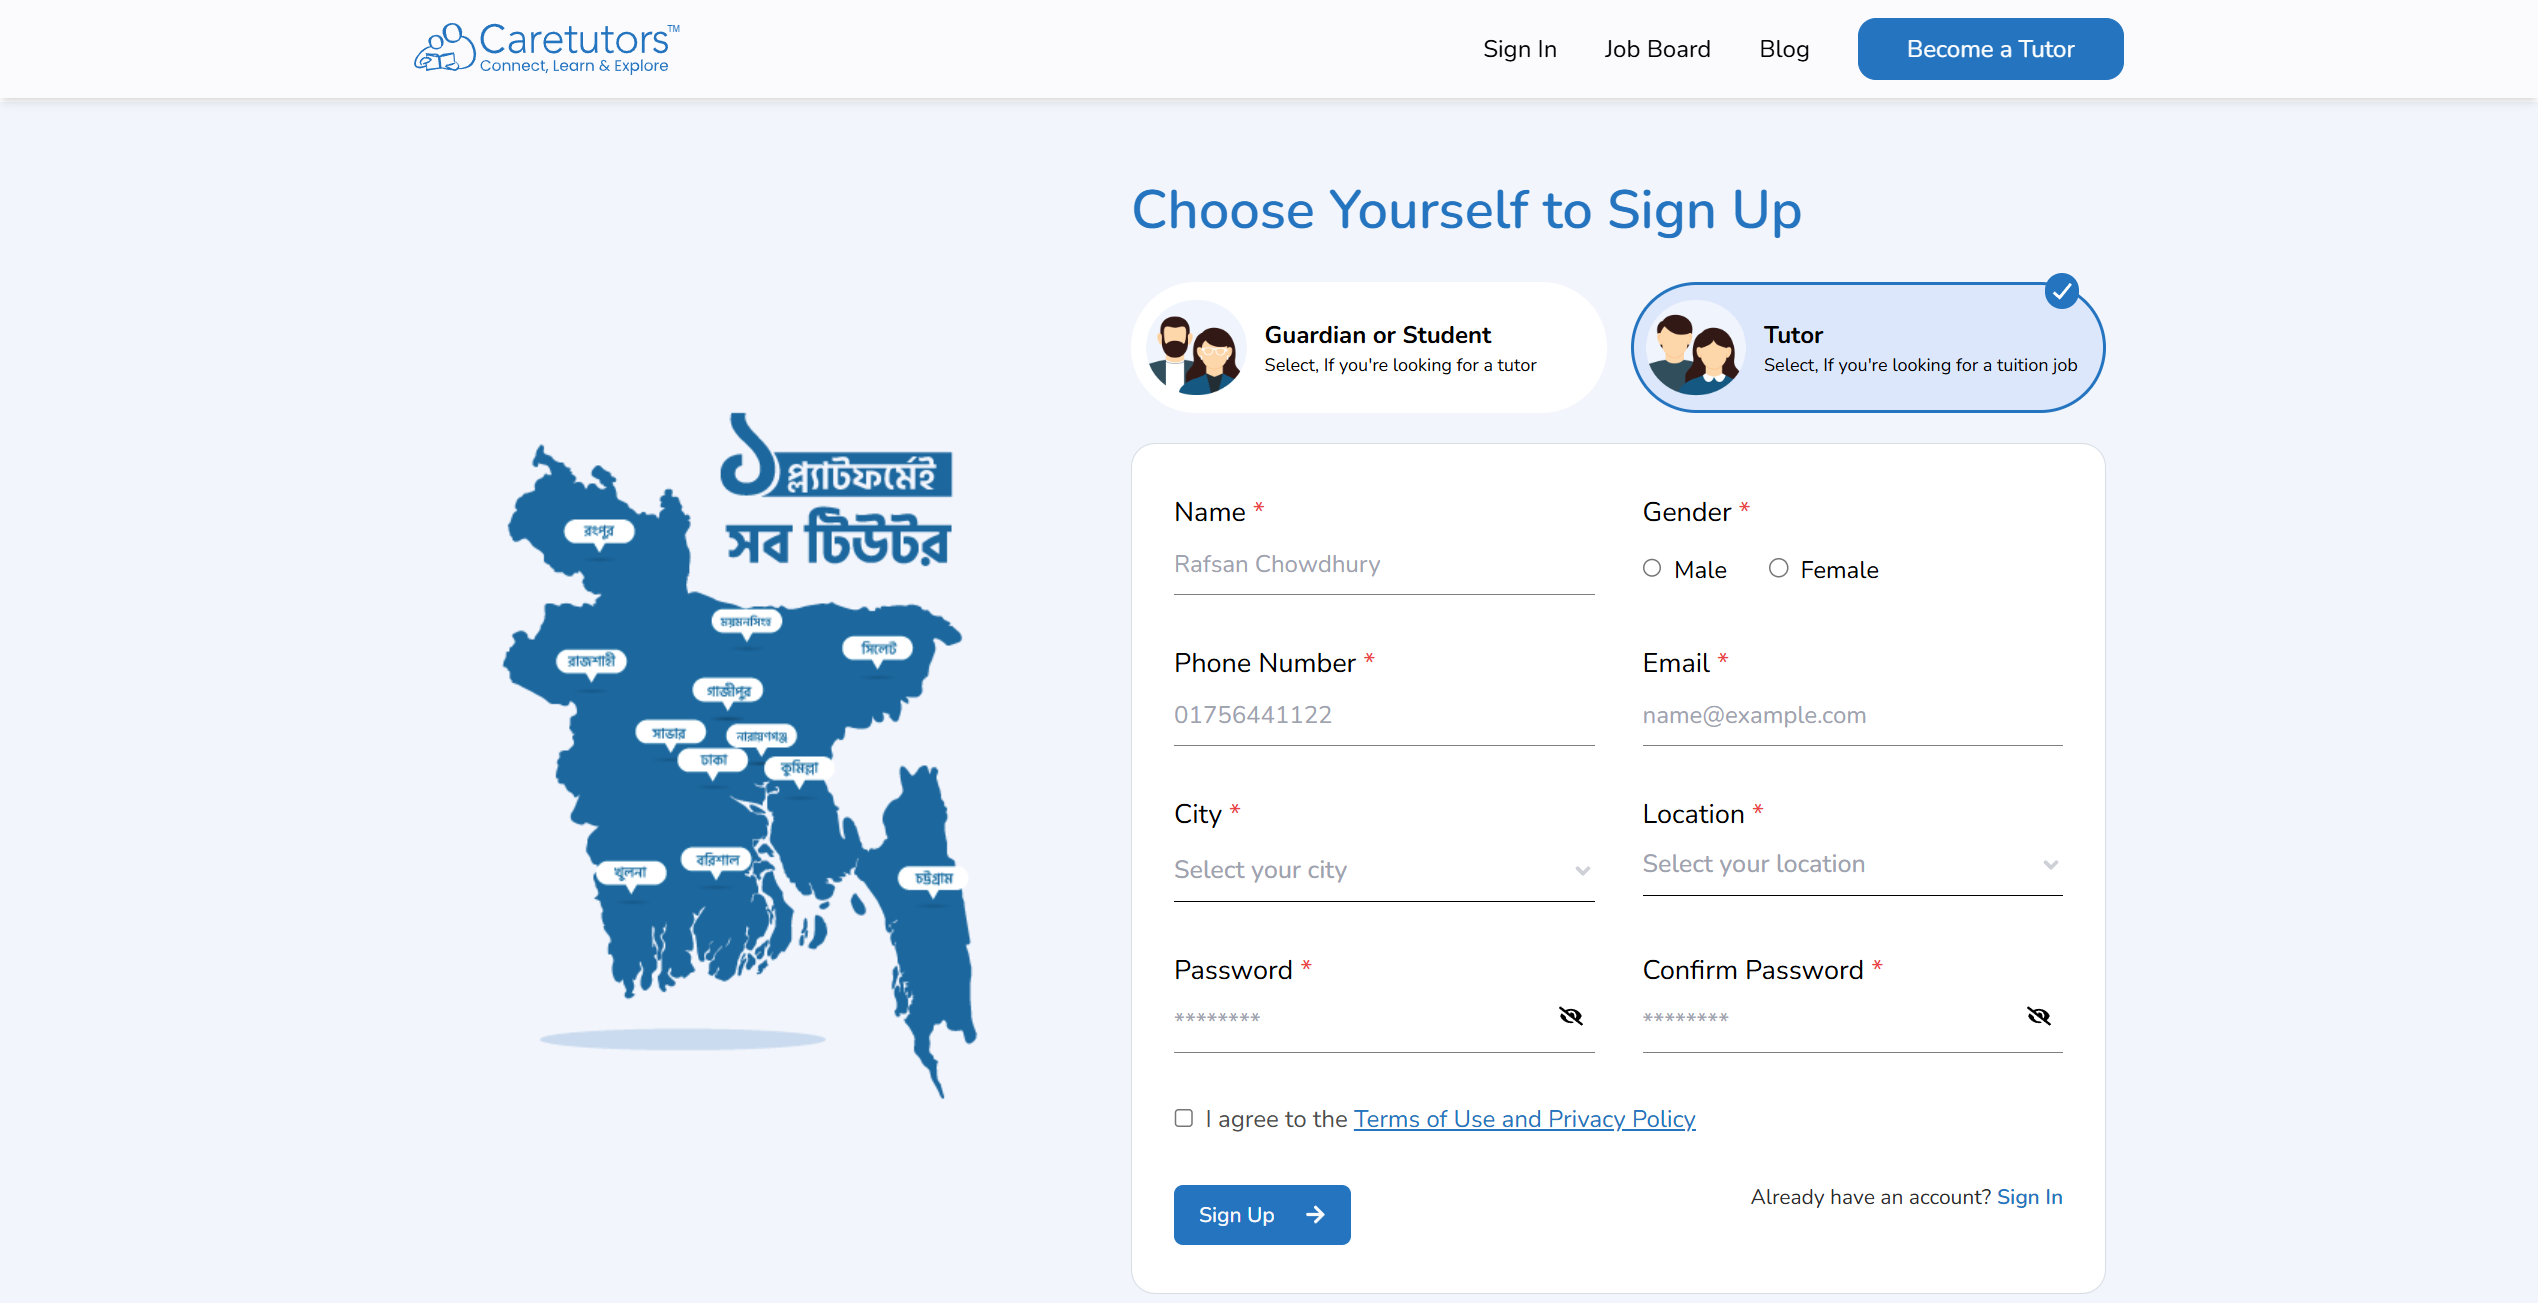 Caretutors™
Connect, Learn & Explore
Sign In
Job Board
Blog
Become a Tutor
Choose Yourself to Sign Up
Guardian or Student
Select, If you're looking for a tutor
Tutor
Select, If you're looking for a tuition job
১ প্ল্যাটফর্মেই
সব টিউটর
রংপুর
ময়মনসিংহ
সিলেট
রাজশাহী
গাজীপুর
সাভার
নারায়ণগঞ্জ
ঢাকা
কুমিল্লা
বরিশাল
খুলনা
চট্টগ্রাম
Name *
Rafsan Chowdhury
Gender *
Male
Female
Phone Number *
01756441122
Email *
name@example.com
City *
Select your city
Location *
Select your location
Password *
********
Confirm Password *
********
I agree to the Terms of Use and Privacy Policy
Sign Up
Already have an account? Sign In